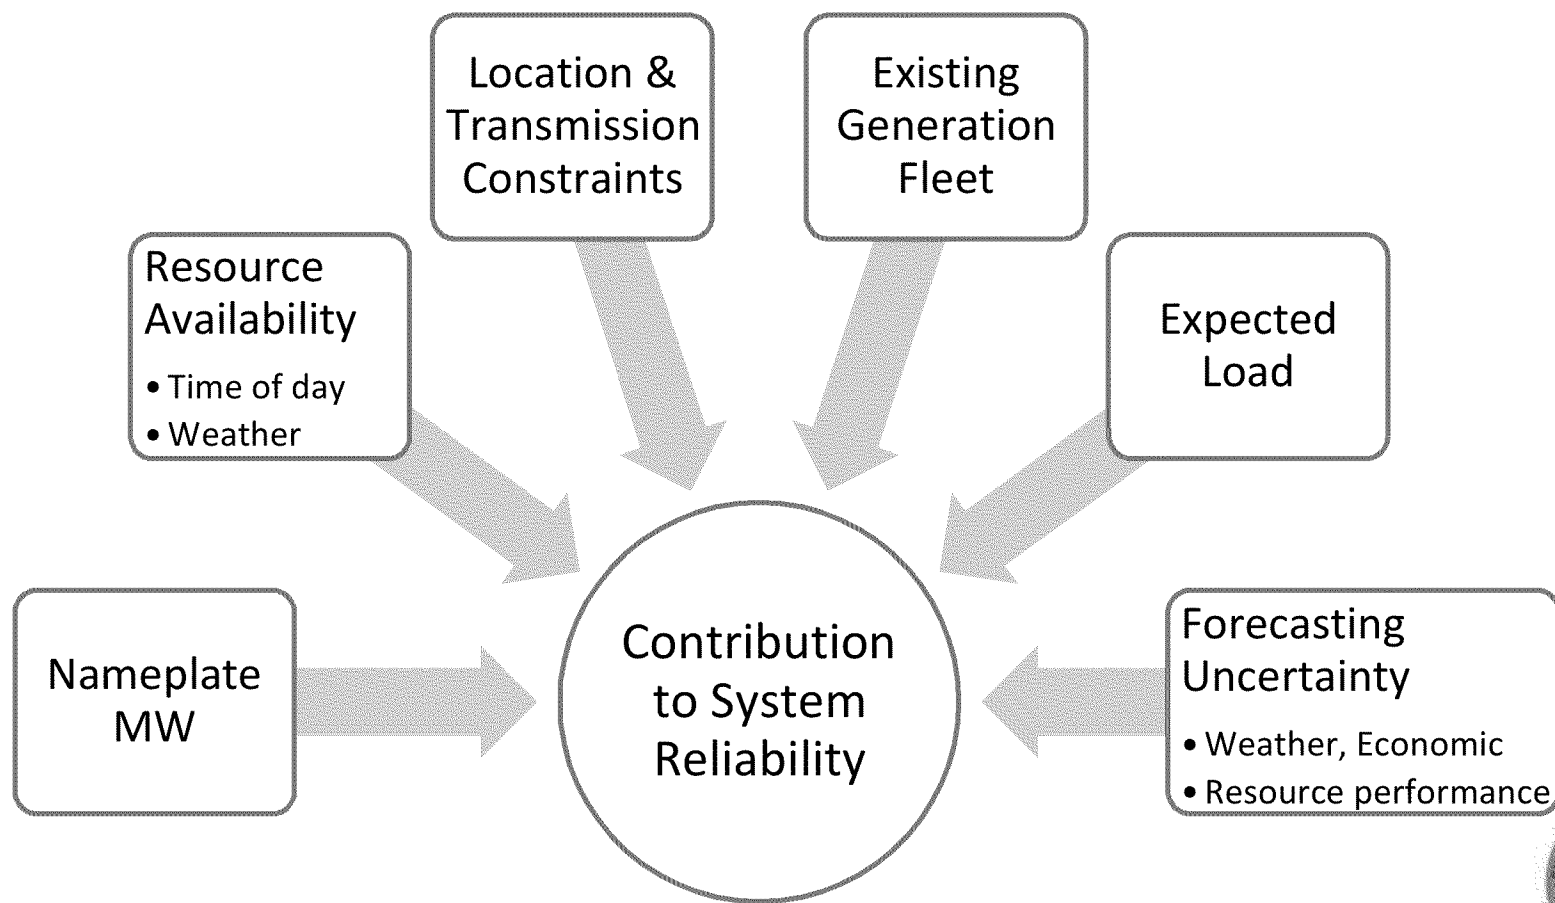 Location &
Transmission
Constraints
Existing
Generation
Fleet
Resource
Availability
• Time of day
• Weather
Expected
Load
Nameplate
MW
Contribution
to System
Reliability
Forecasting
Uncertainty
• Weather, Economic
• Resource performance